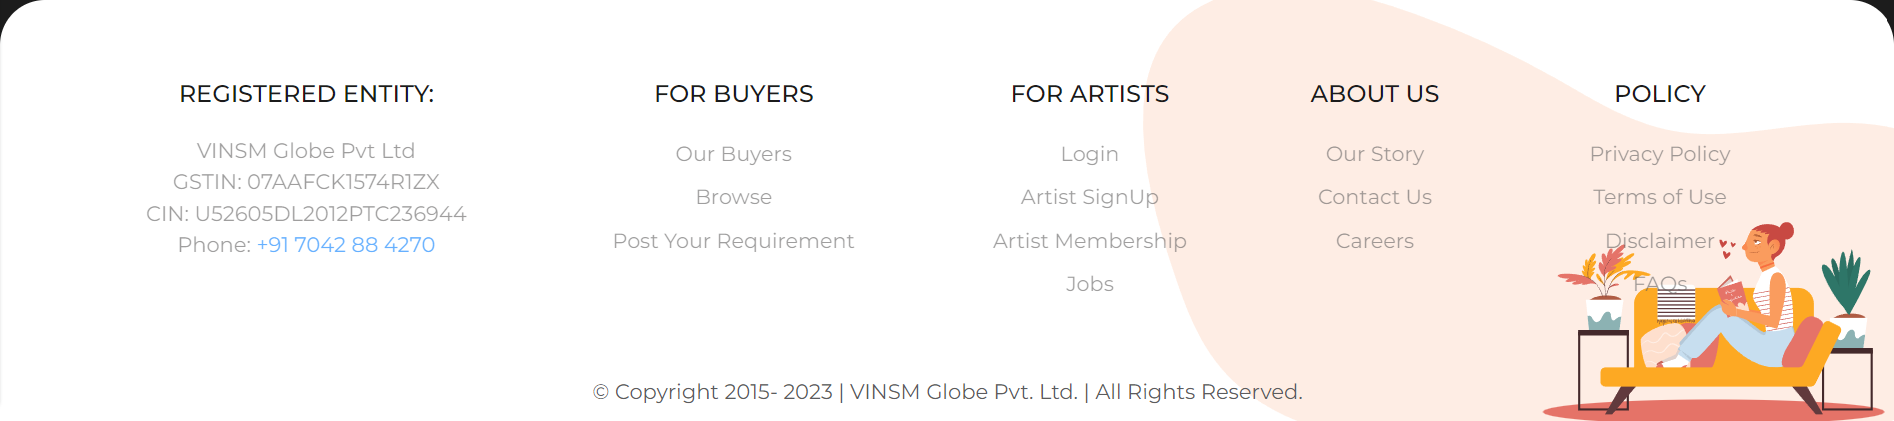 REGISTERED ENTITY:
VINSM Globe Pvt Ltd
GSTIN: 07AAFCK1574R1ZX
CIN: U52605DL2012PTC236944
Phone: +91 7042 88 4270
FOR BUYERS
Our Buyers
Browse
Post Your Requirement
FOR ARTISTS
Login
Artist SignUp
Artist Membership
Jobs
ABOUT US
Our Story
Contact Us
Careers
POLICY
Privacy Policy
Terms of Use
Disclaimer
FAQs
© Copyright 2015- 2023 | VINSM Globe Pvt. Ltd. | All Rights Reserved.